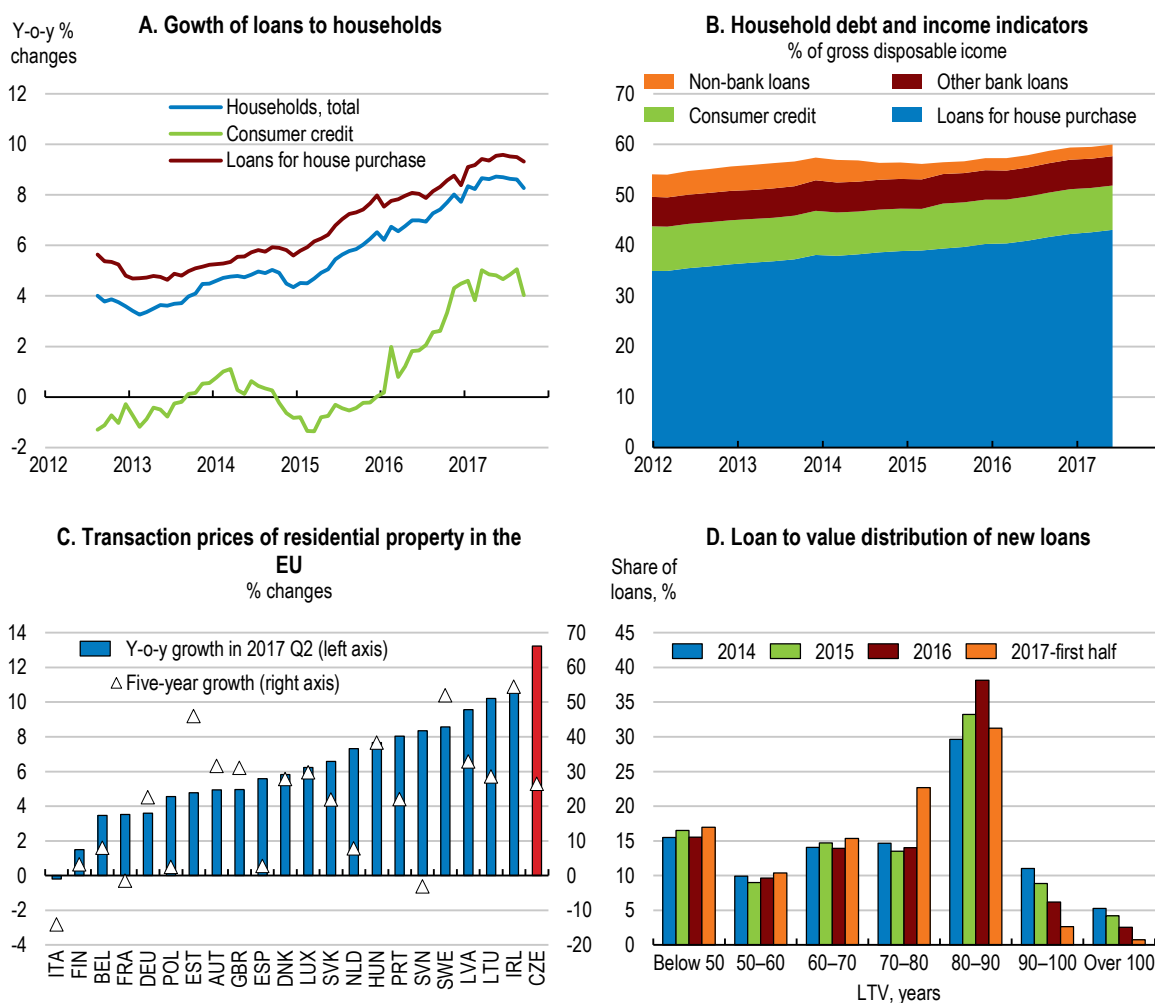 A. Gowth of loans to households
Y-o-y %
changes
Households, total
Consumer credit
Loans for house purchase
12
10
8
6
4
2
0
-2
2012 2013 2014 2015 2016 2017
B. Household debt and income indicators
% of gross disposable icome
Non-bank loans Other bank loans
Consumer credit Loans for house purchase
70
60
50
40
30
20
10
0
2012 2013 2014 2015 2016 2017
C. Transaction prices of residential property in the
EU
% changes
Y-o-y growth in 2017 Q2 (left axis)
Five-year growth (right axis)
14 70
12 60
10 50
8 40
6 30
4 20
2 10
0 0
-2 -10
-4 -20
ITA FIN BEL FRA DEU POL EST AUT GBR ESP DNK LUX SVK NLD HUN PRT SVN SWE LVA LTU IRL CZE
D. Loan to value distribution of new loans
Share of
loans, %
2014 2015 2016 2017-first half
45
40
35
30
25
20
15
10
5
0
Below 50 50–60 60–70 70–80 80–90 90–100 Over 100
LTV, years